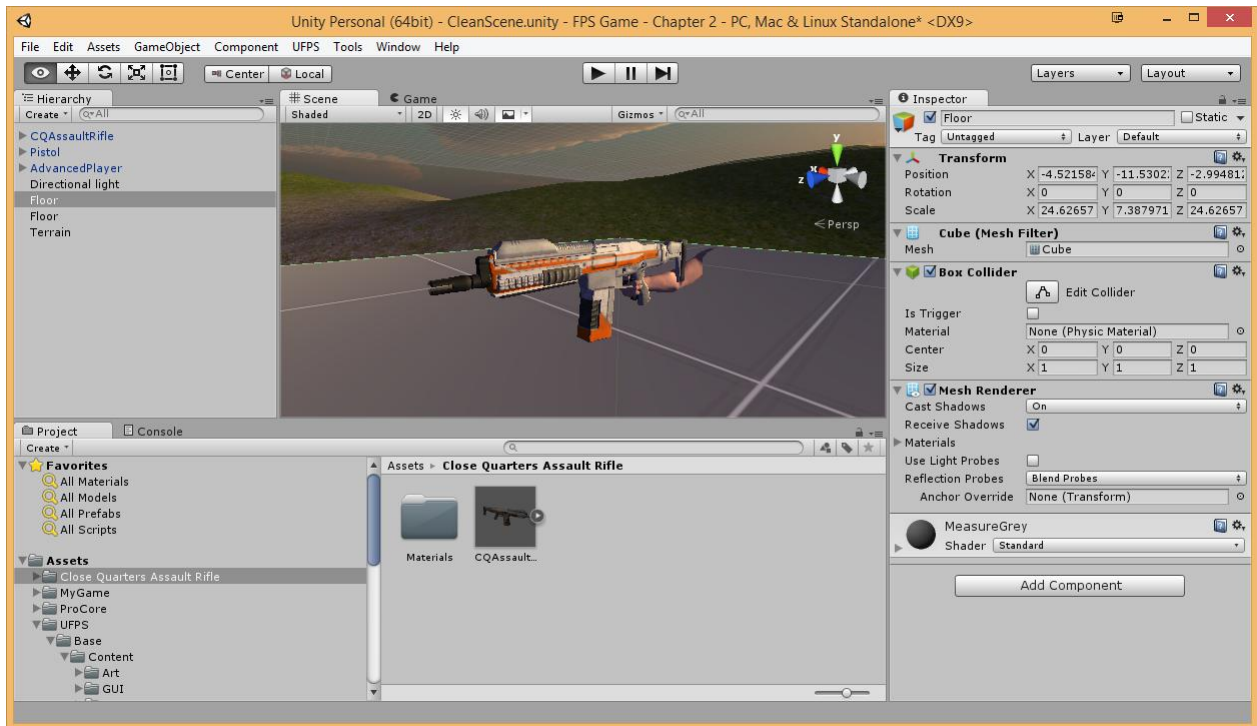 Unity Personal (64bit) - CleanScene.unity - FPS Game - Chapter 2 - PC, Mac & Linux Standalone* <DX9>
File Edit Assets GameObject Component UFPS Tools Window Help
Center Local Layers Layout
Hierarchy
Create All
CQAssaultRifle
Pistol
AdvancedPlayer
Directional light
Floor
Floor
Terrain
Scene Game
Shaded 2D Gizmos All
y
x
z
Persp
Inspector
Floor Static
Tag Untagged Layer Default
Transform
Position X -4.52158 Y -11.530 Z -2.99481
Rotation X 0 Y 0 Z 0
Scale X 24.62657 Y 7.387971 Z 24.62657
Cube (Mesh Filter)
Mesh Cube
Box Collider
Edit Collider
Is Trigger
Material None (Physic Material)
Center X 0 Y 0 Z 0
Size X 1 Y 1 Z 1
Mesh Renderer
Cast Shadows On
Receive Shadows
Materials
Use Light Probes
Reflection Probes Blend Probes
Anchor Override None (Transform)
MeasureGrey
Shader Standard
Add Component
Project Console
Create
Favorites
All Materials
All Models
All Prefabs
All Scripts
Assets
Close Quarters Assault Rifle
MyGame
ProCore
UFPS
Base
Content
Art
GUI
Assets Close Quarters Assault Rifle
Materials CQAssault...